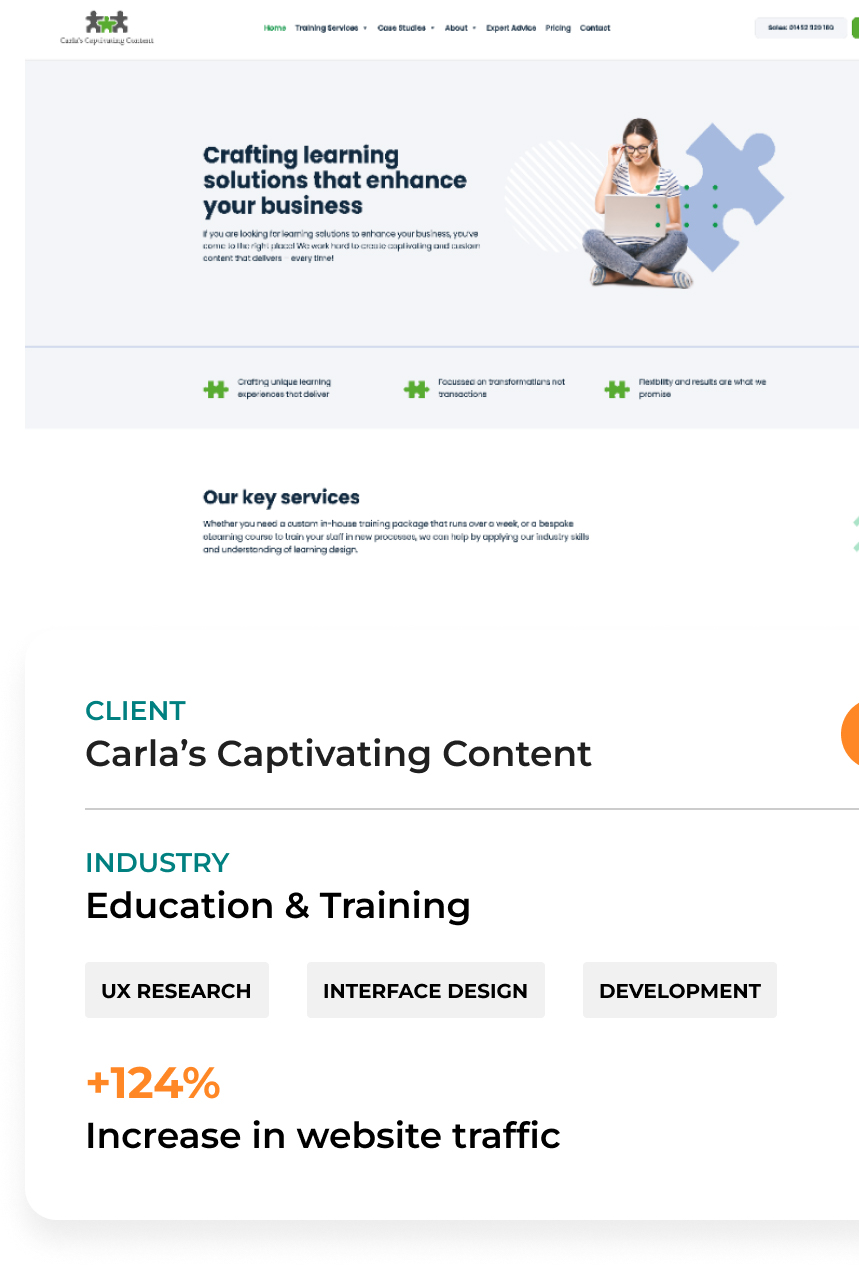 Carla's Captivating Content
Home Training Services Case Studies About Expert Advice Pricing Contact
Sales: 01452 929 160
Crafting learning
solutions that enhance
your business
If you are looking for learning solutions to enhance your business, you've
come to the right place! We work hard to create captivating and custom
content that delivers – every time!
Crafting unique learning
experiences that deliver
Focussed on transformations not
transactions
Flexibility and results are what we
promise
Our key services
Whether you need a custom in-house training package that runs over a week, or a bespoke
elearning course to train your staff in new processes, we can help by applying our industry skills
and understanding of learning design.
CLIENT
Carla’s Captivating Content
INDUSTRY
Education & Training
UX RESEARCH
INTERFACE DESIGN
DEVELOPMENT
+124%
Increase in website traffic